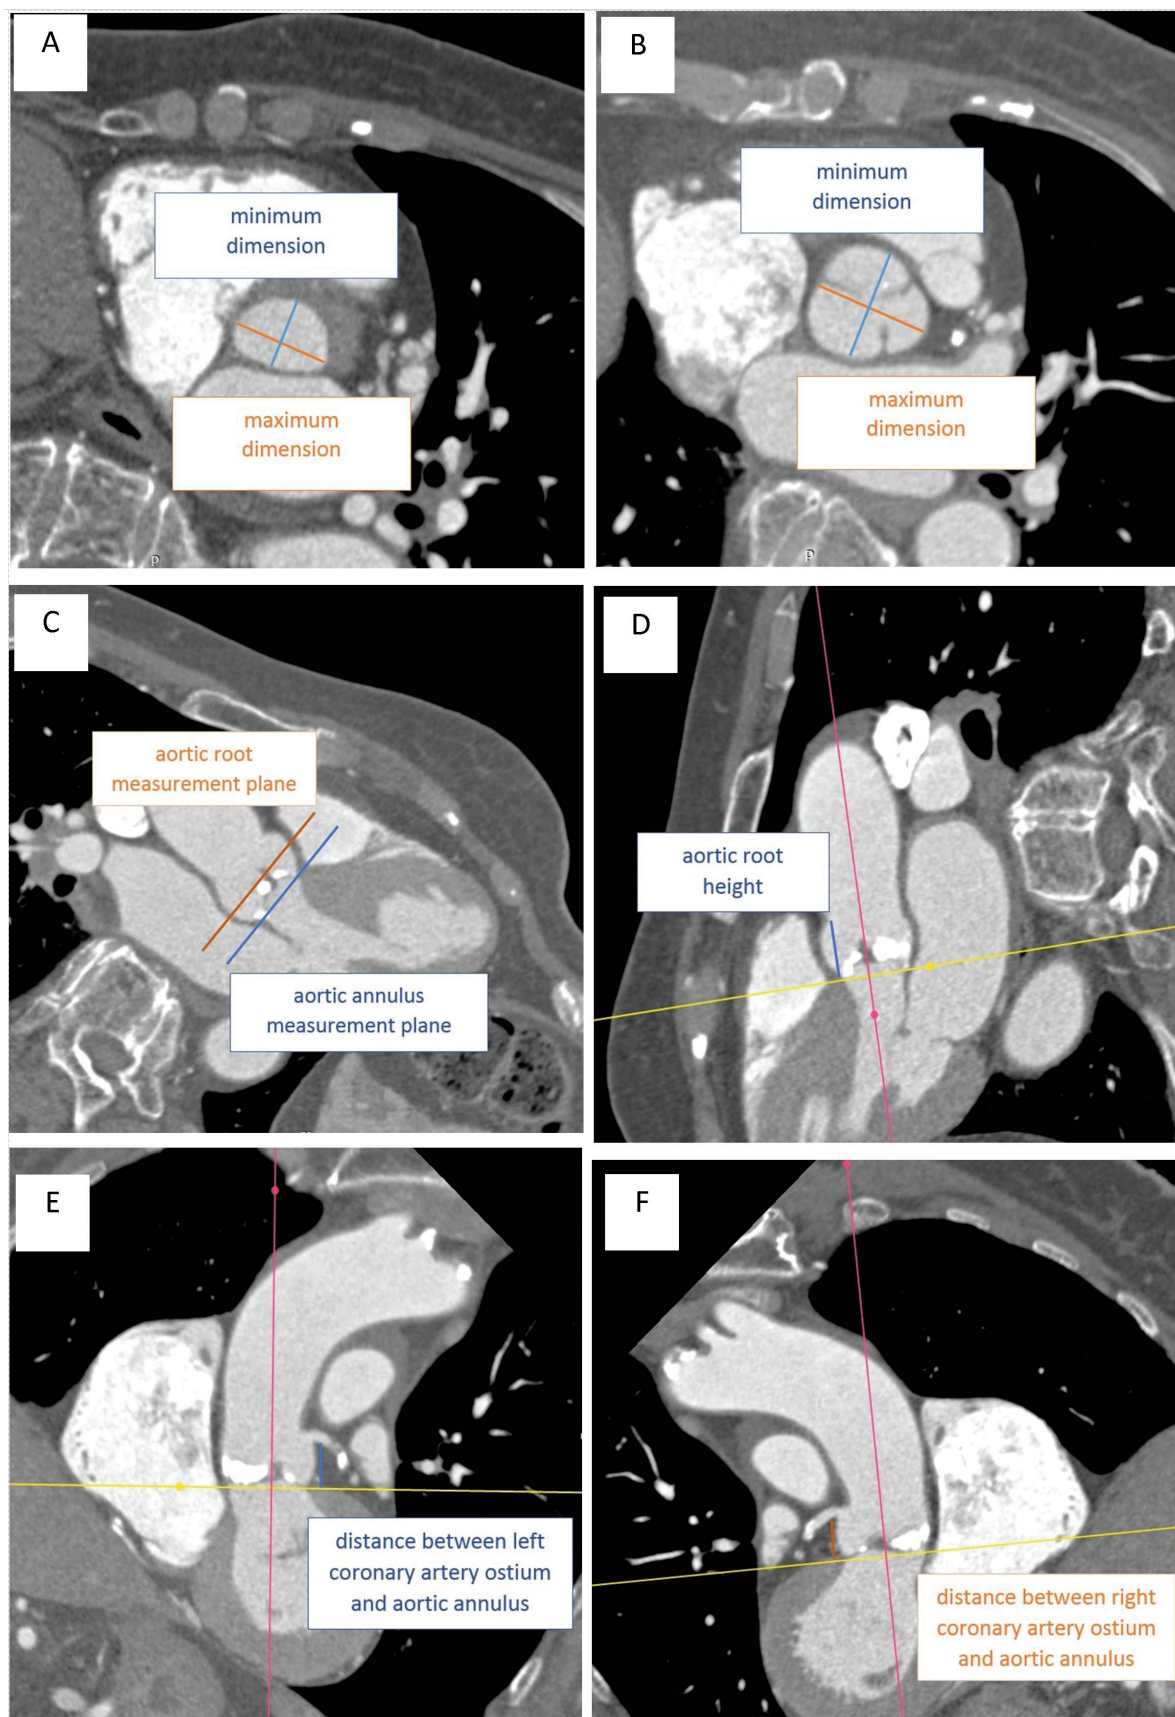 A
minimum
dimension
maximum
dimension
P
B
minimum
dimension
maximum
dimension
P
C
aortic root
measurement plane
aortic annulus
measurement plane
D
aortic root
height
E
distance between left
coronary artery ostium
and aortic annulus
F
distance between right
coronary artery ostium
and aortic annulus